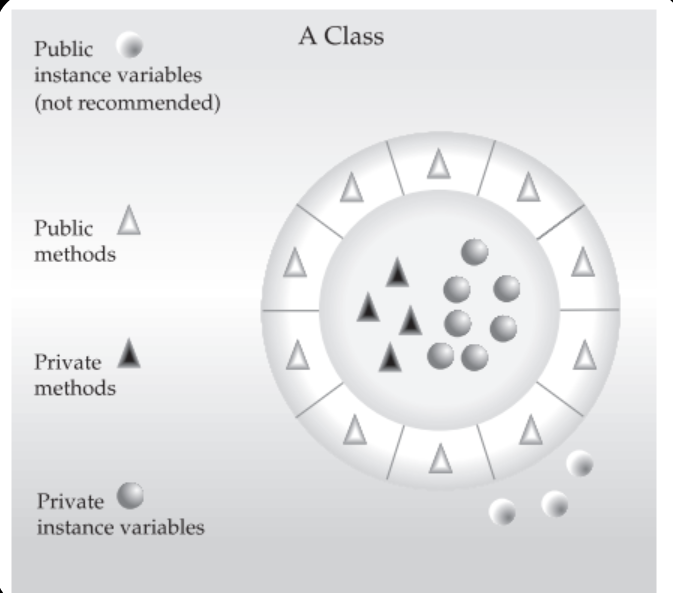 A Class
Public
instance variables
(not recommended)
Public
methods
Private
methods
Private
instance variables